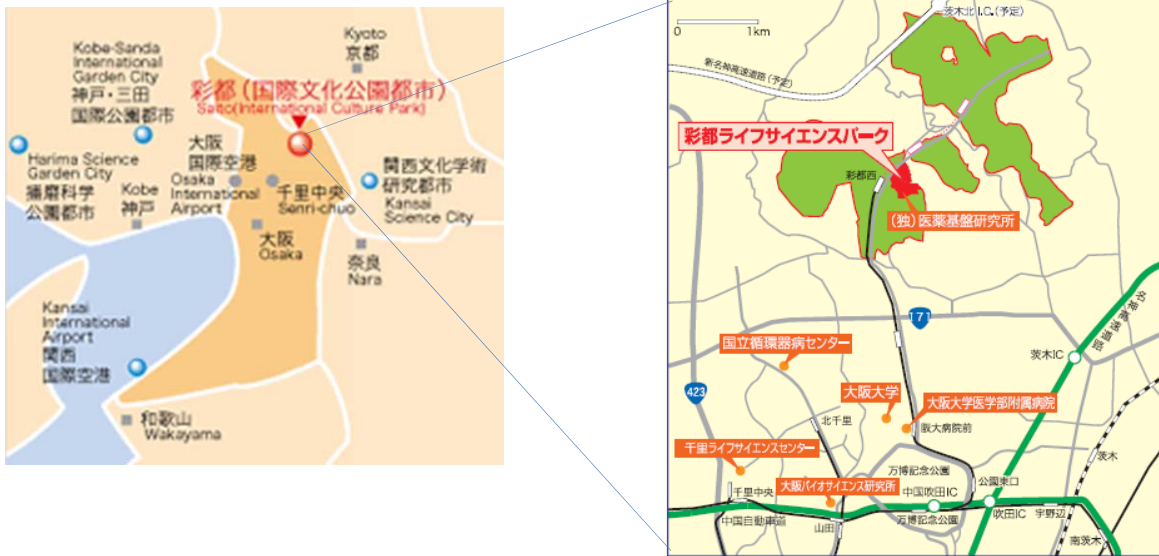 Kyoto
京都
Kobe-Sanda
International
Garden City
神戸・三田
国際公園都市
彩都(国際文化公園都市)
Saito(International Culture Park)
Harima Science
Garden City
播磨科学
公園都市
Kobe
神戸
大阪
国際空港
Osaka
International
Airport
千里中央
Senri-chuo
関西文化学術
研究都市
Kansai
Science City
大阪
Osaka
奈良
Nara
Kansai
International
Airport
関西
国際空港
和歌山
Wakayama
0 1km
茨木北I.C.(予定)
新名神高速道路(予定)
彩都ライフサイエンスパーク
彩都西
(独)医薬基盤研究所
171
名神高速道路
国立循環器病センター
茨木IC
423
大阪大学
大阪大学医学部附属病院
北千里
阪大病院前
千里ライフサイエンスセンター
茨木
万博記念公園
大阪バイオサイエンス研究所
公園東口
千里中央
中国吹田IC
中国自動車道
山田
万博記念公園
吹田IC
宇野辺
南茨木